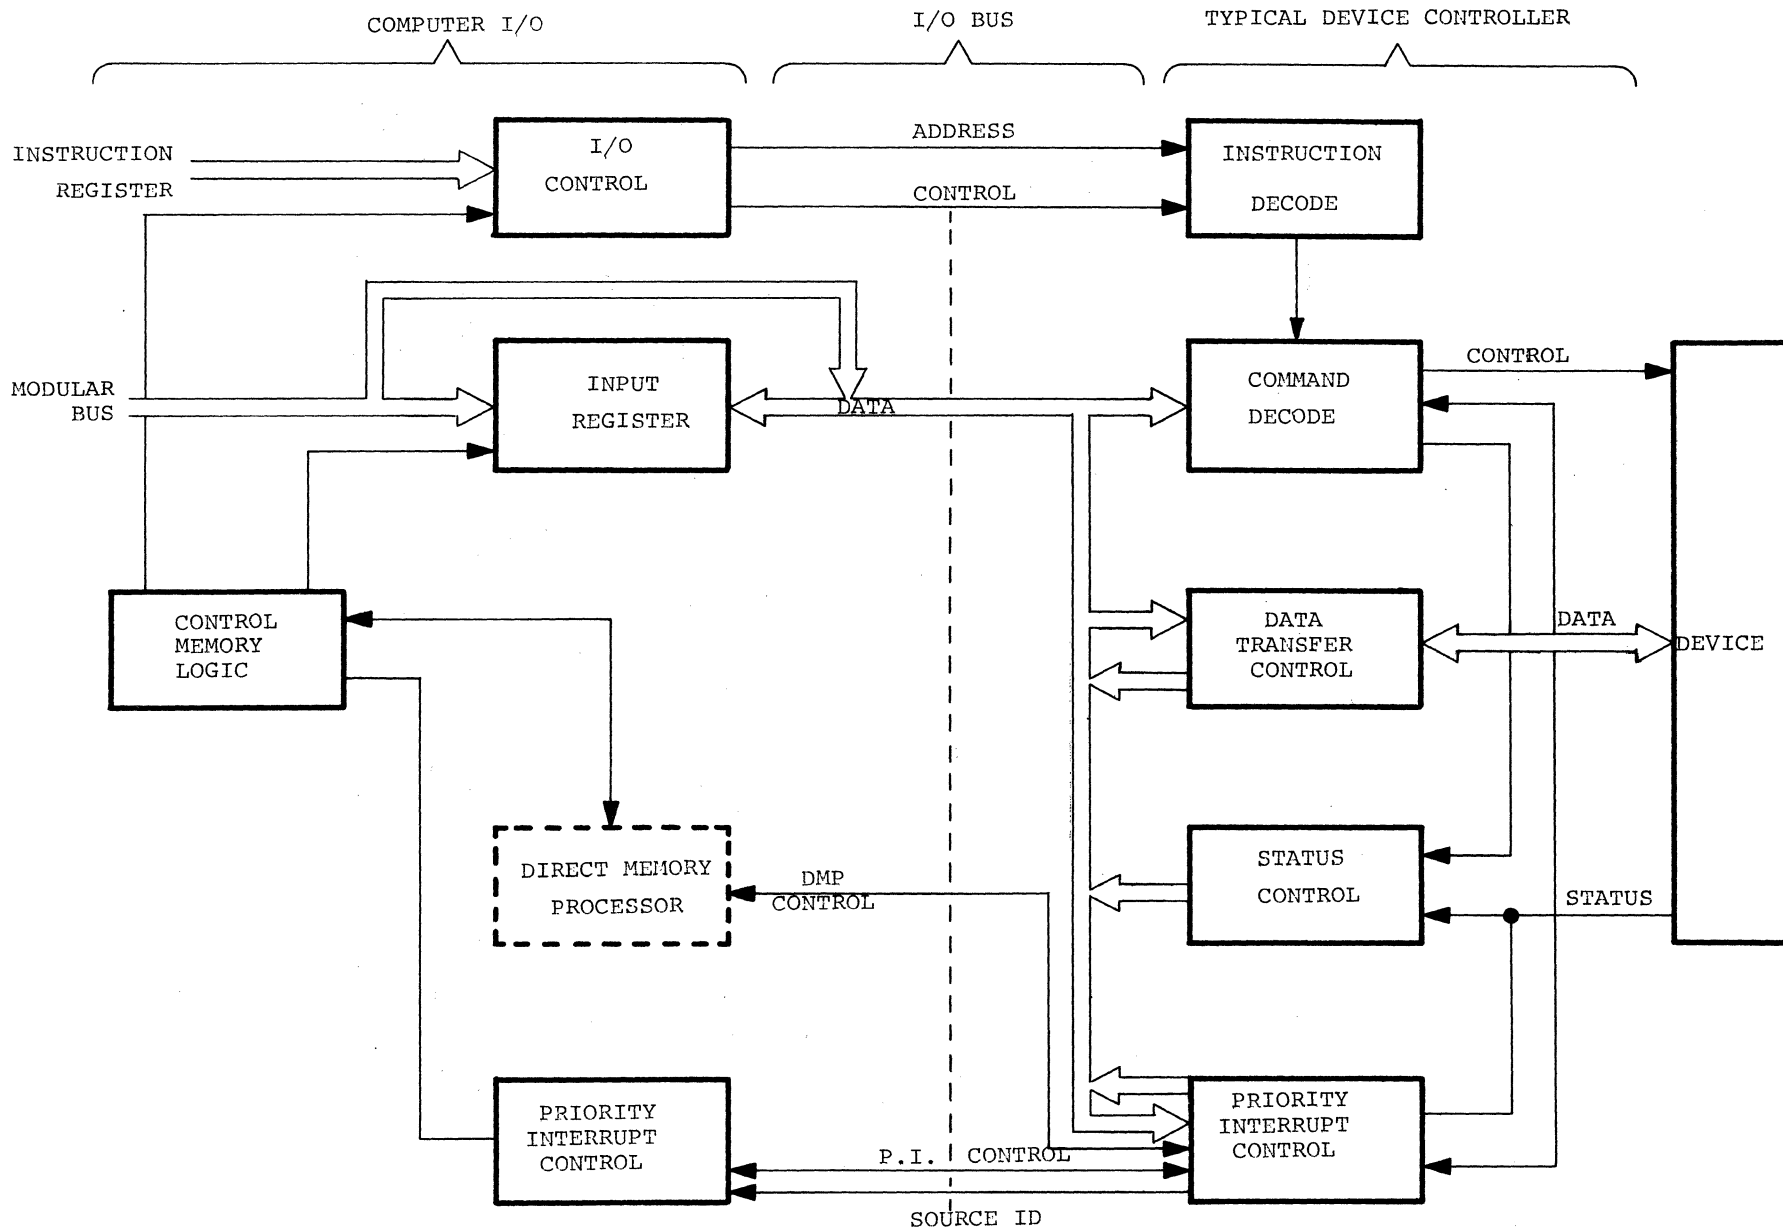 COMPUTER I/O
I/O BUS
TYPICAL DEVICE CONTROLLER
INSTRUCTION
REGISTER
I/O
CONTROL
ADDRESS
CONTROL
INSTRUCTION
DECODE
MODULAR
BUS
INPUT
REGISTER
DATA
COMMAND
DECODE
CONTROL
CONTROL
MEMORY
LOGIC
DATA
TRANSFER
CONTROL
DATA
DEVICE
DIRECT MEMORY
PROCESSOR
DMP
CONTROL
STATUS
CONTROL
STATUS
PRIORITY
INTERRUPT
CONTROL
P.I. CONTROL
SOURCE ID
PRIORITY
INTERRUPT
CONTROL